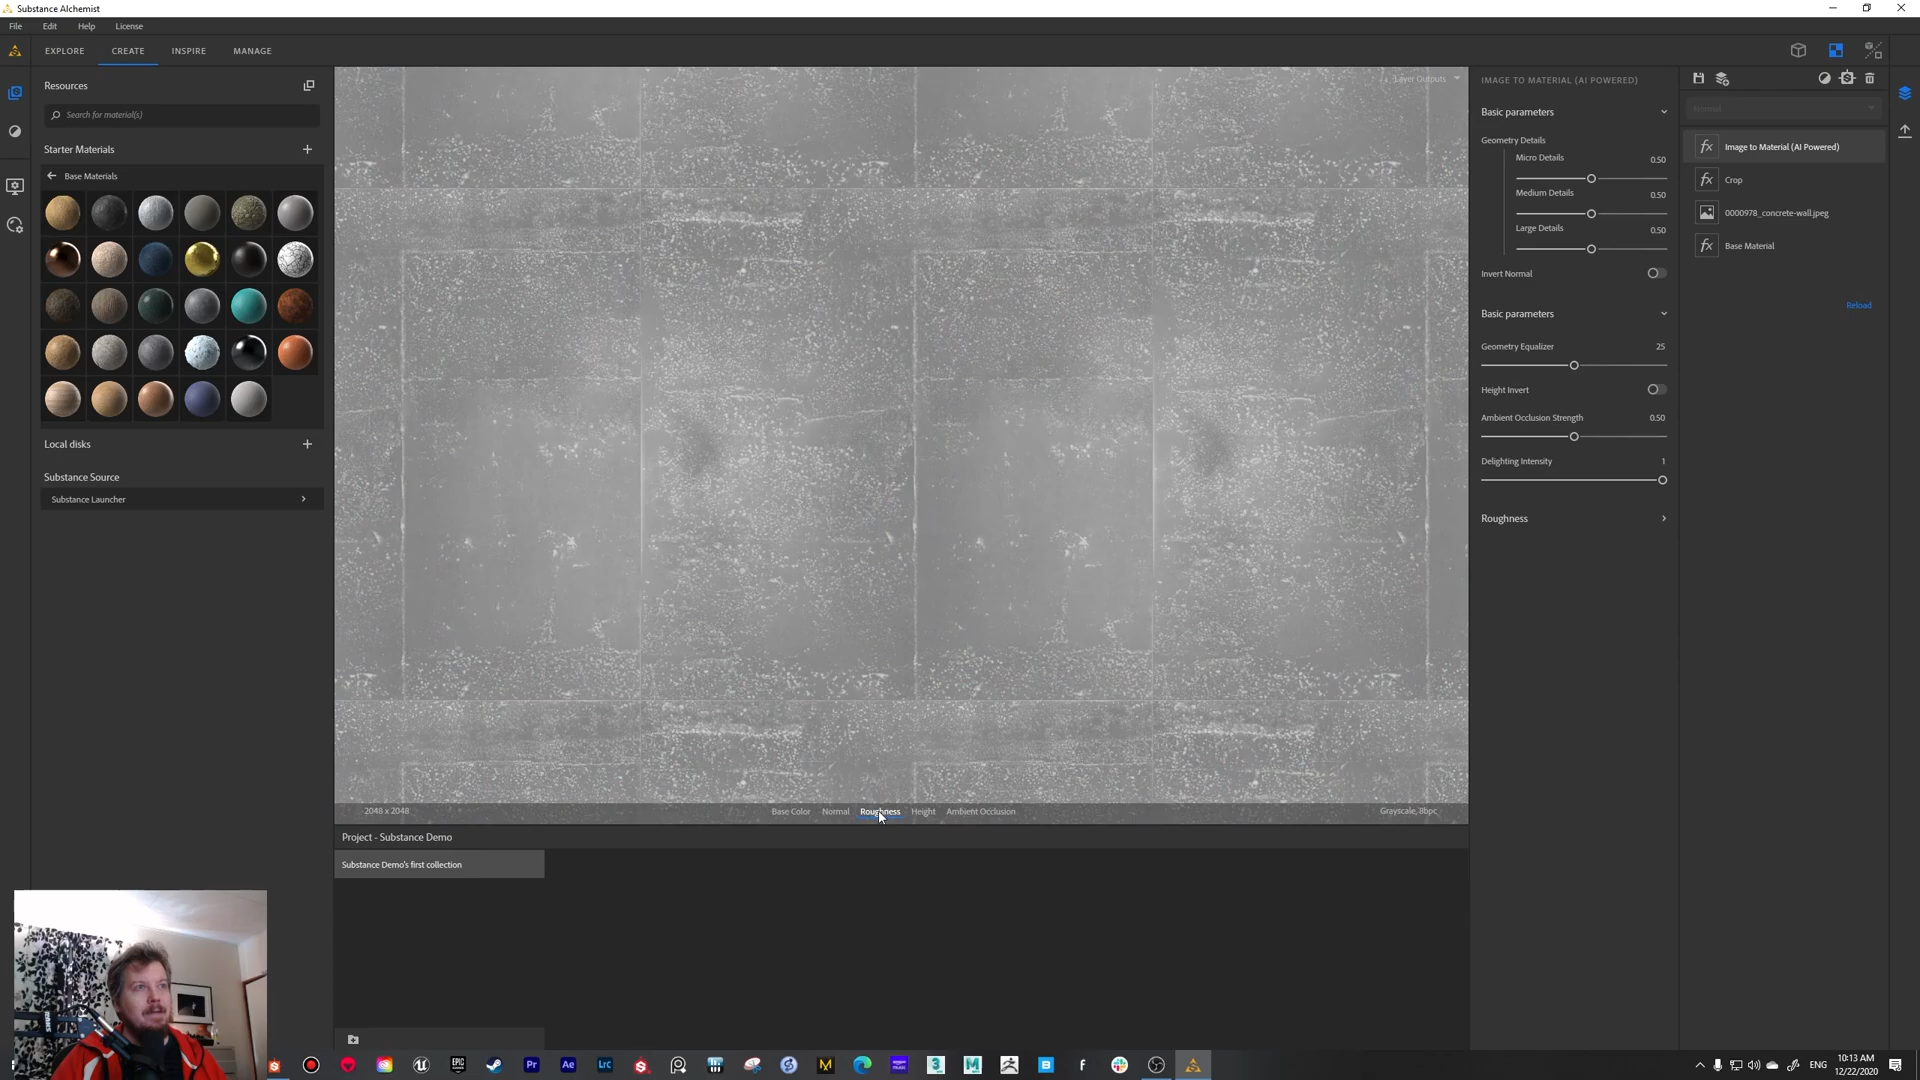 Substance Alchemist
File Edit Help License
EXPLORE CREATE INSPIRE MANAGE
Resources
Search for material(s)
Starter Materials
Base Materials
Local disks
Substance Source
Substance Launcher
Layer Outputs
2048 x 2048
Base Color Normal Roughness Height Ambient Occlusion
Grayscale, 8bpc
Project - Substance Demo
Substance Demo's first collection
IMAGE TO MATERIAL (AI POWERED)
Basic parameters
Geometry Details
Micro Details 0.50
Medium Details 0.50
Large Details 0.50
Invert Normal
Basic parameters
Geometry Equalizer 25
Height Invert
Ambient Occlusion Strength 0.50
Delighting Intensity 1
Roughness
Normal
Image to Material (AI Powered)
Crop
0000978_concrete-wall.jpeg
Base Material
Reload
ENG
10:13 AM
12/22/2020